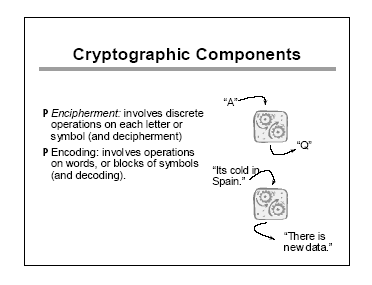 Cryptographic Components
P Encipherment: involves discrete
operations on each letter or
symbol (and decipherment)
P Encoding: involves operations
on words, or blocks of symbols
(and decoding).
“A”
“Q”
“Its cold in
Spain.”
“There is
new data.”